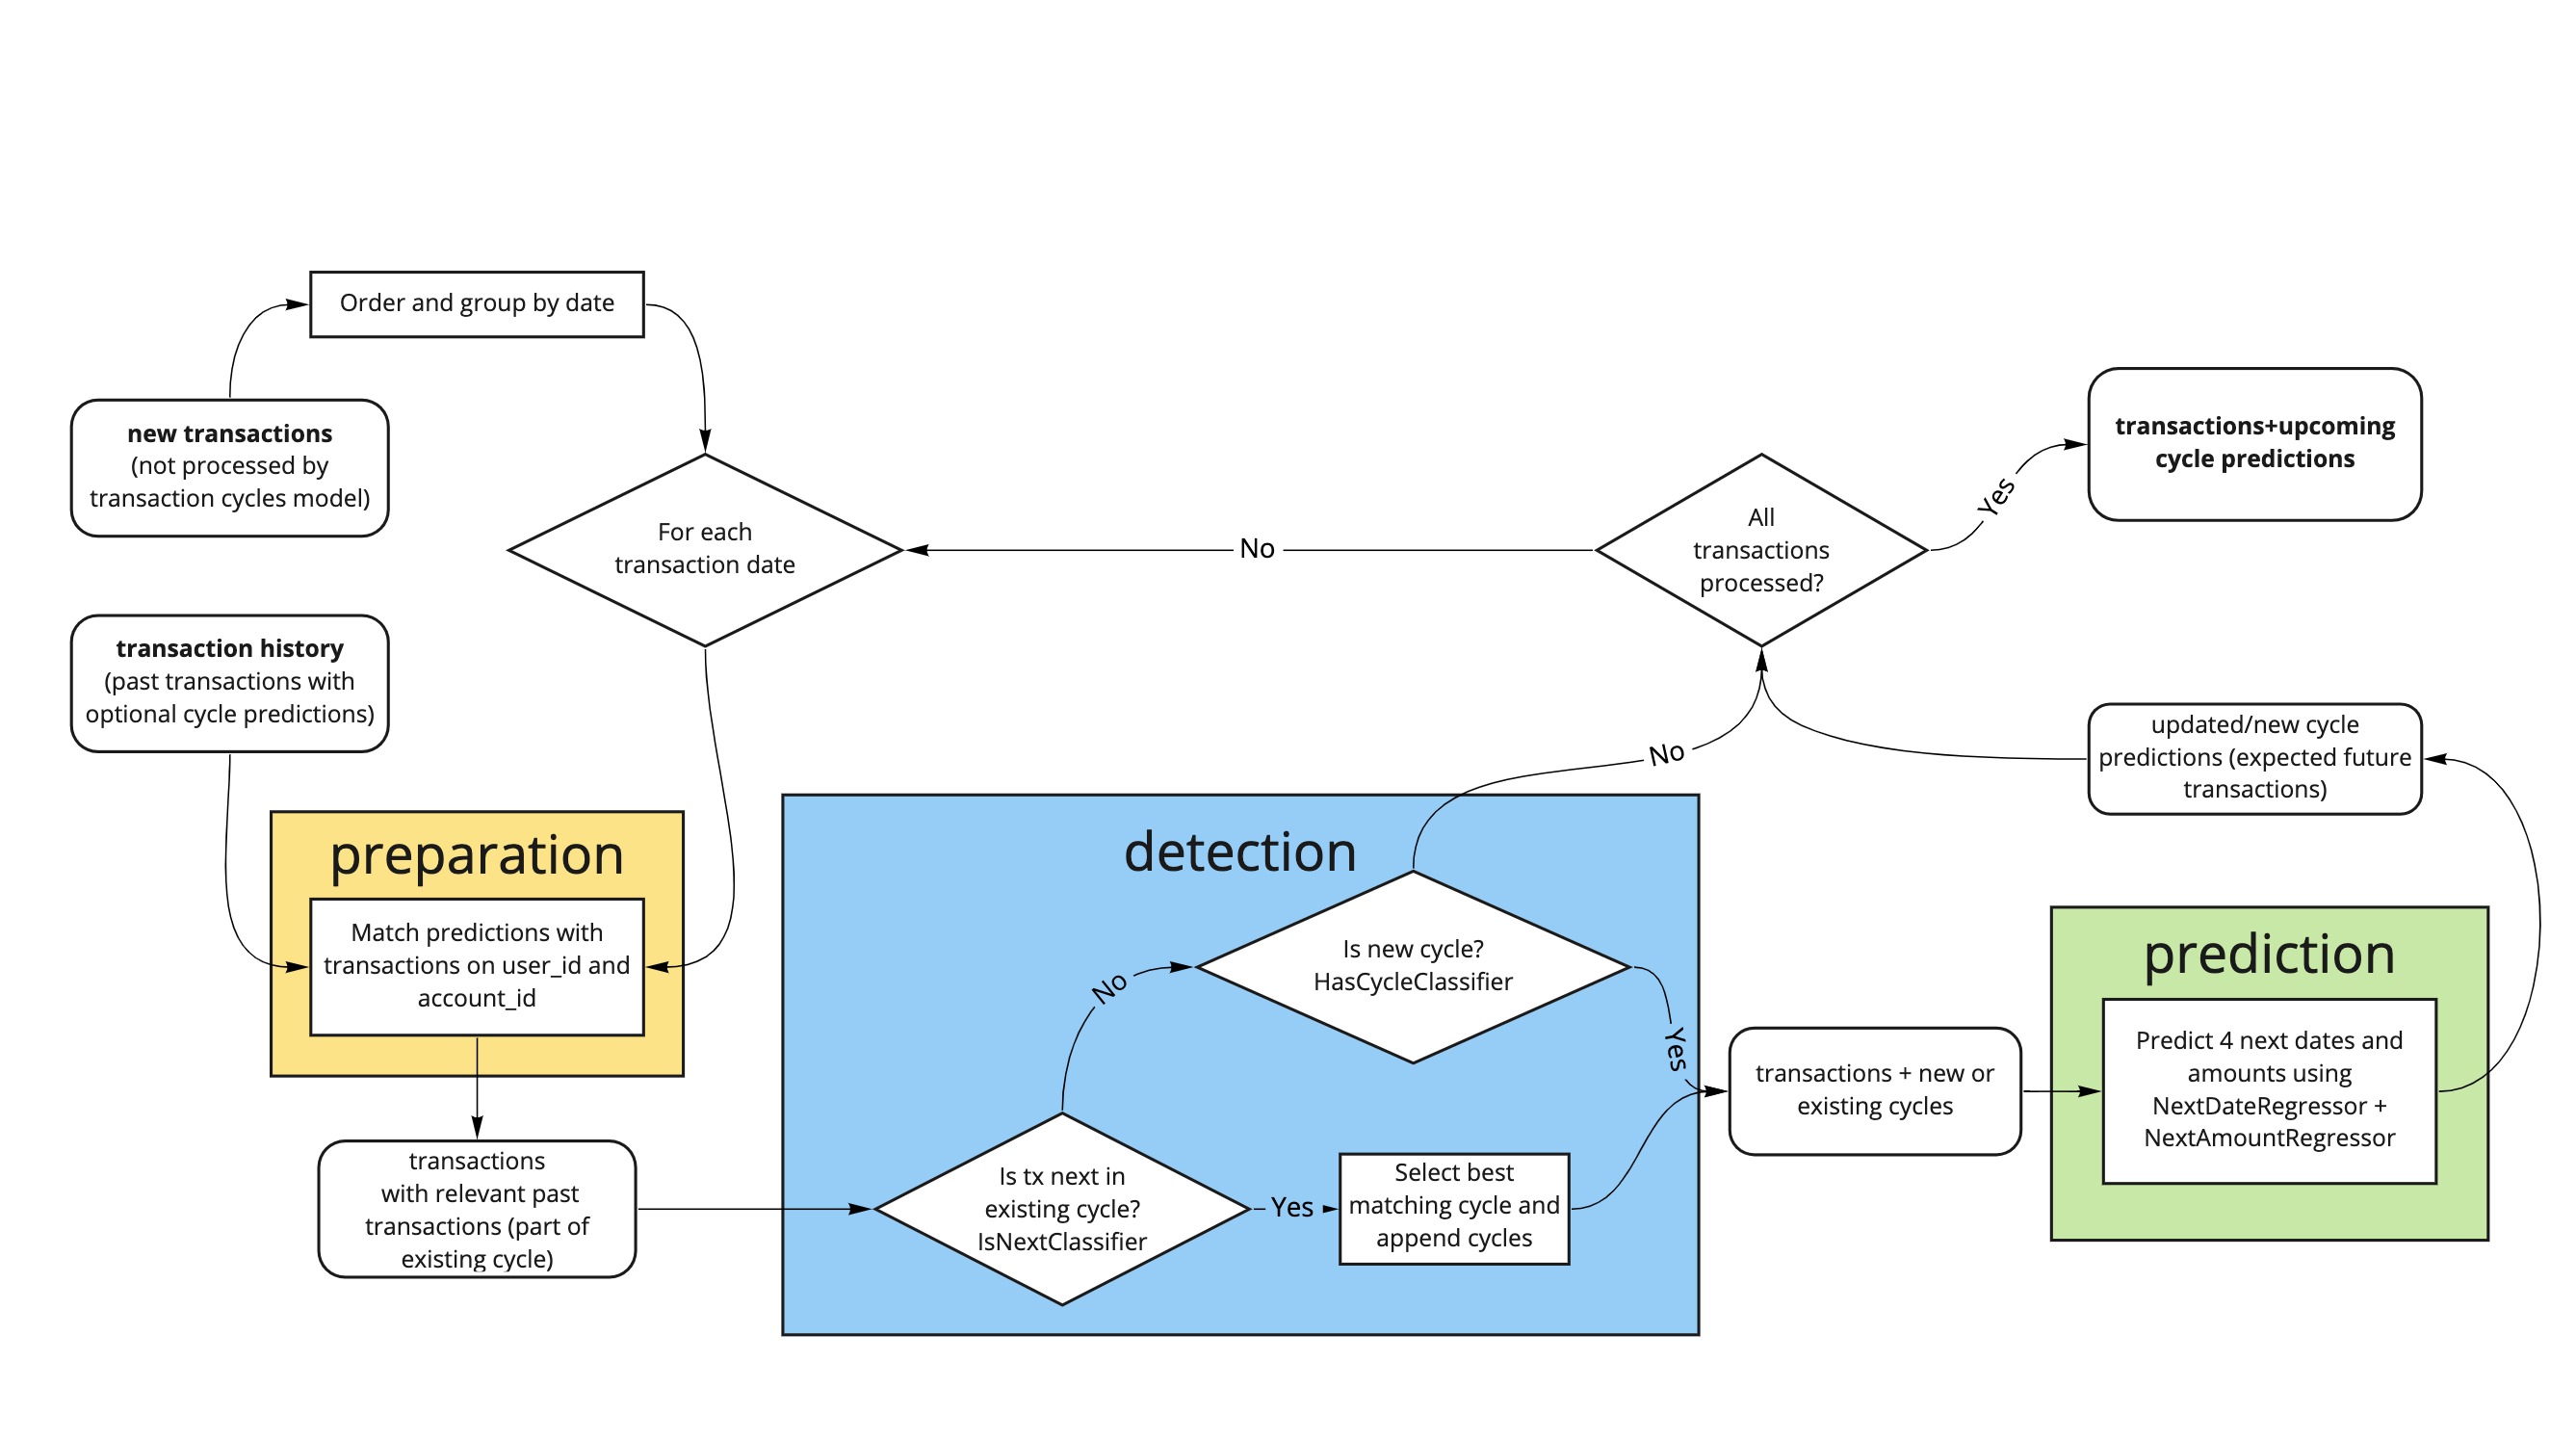 Order and group by date
new transactions
(not processed by
transaction cycles model)
For each
transaction date
No
All
transactions
processed?
Yes
transactions+upcoming
cycle predictions
transaction history
(past transactions with
optional cycle predictions)
No
updated/new cycle
predictions (expected future
transactions)
preparation
Match predictions with
transactions on user_id and
account_id
transactions
with relevant past
transactions (part of
existing cycle)
detection
Is new cycle?
HasCycleClassifier
No
Yes
Is tx next in
existing cycle?
IsNextClassifier
Yes
Select best
matching cycle and
append cycles
transactions + new or
existing cycles
prediction
Predict 4 next dates and
amounts using
NextDateRegressor +
NextAmountRegressor